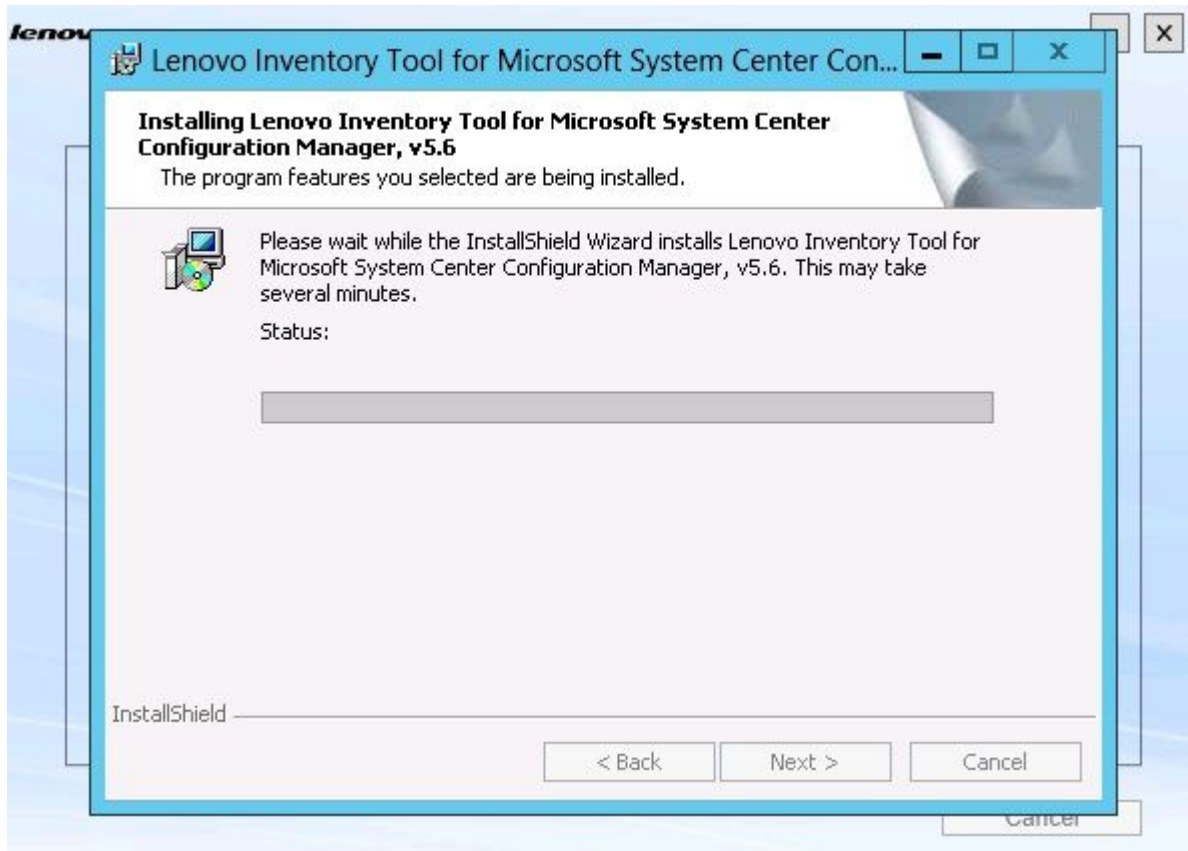 Lenovo Inventory Tool for Microsoft System Center Con...
Installing Lenovo Inventory Tool for Microsoft System Center
Configuration Manager, v5.6
The program features you selected are being installed.
Please wait while the InstallShield Wizard installs Lenovo Inventory Tool for
Microsoft System Center Configuration Manager, v5.6. This may take
several minutes.
Status:
InstallShield
< Back
Next >
Cancel
Cancel